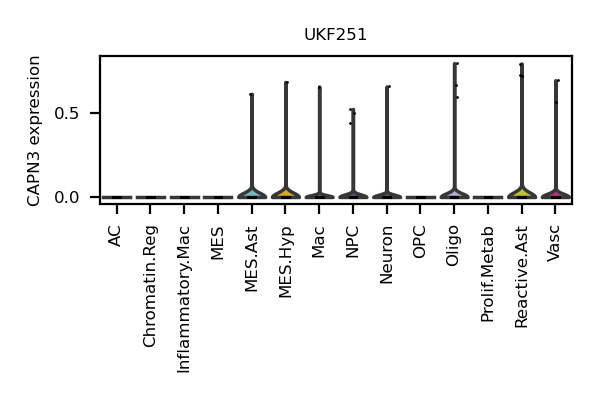 UKF251
CAPN3 expression
0.5
0.0
AC
Chromatin.Reg
Inflammatory.Mac
MES
MES.Ast
MES.Hyp
Mac
NPC
Neuron
OPC
Oligo
Prolif.Metab
Reactive.Ast
Vasc